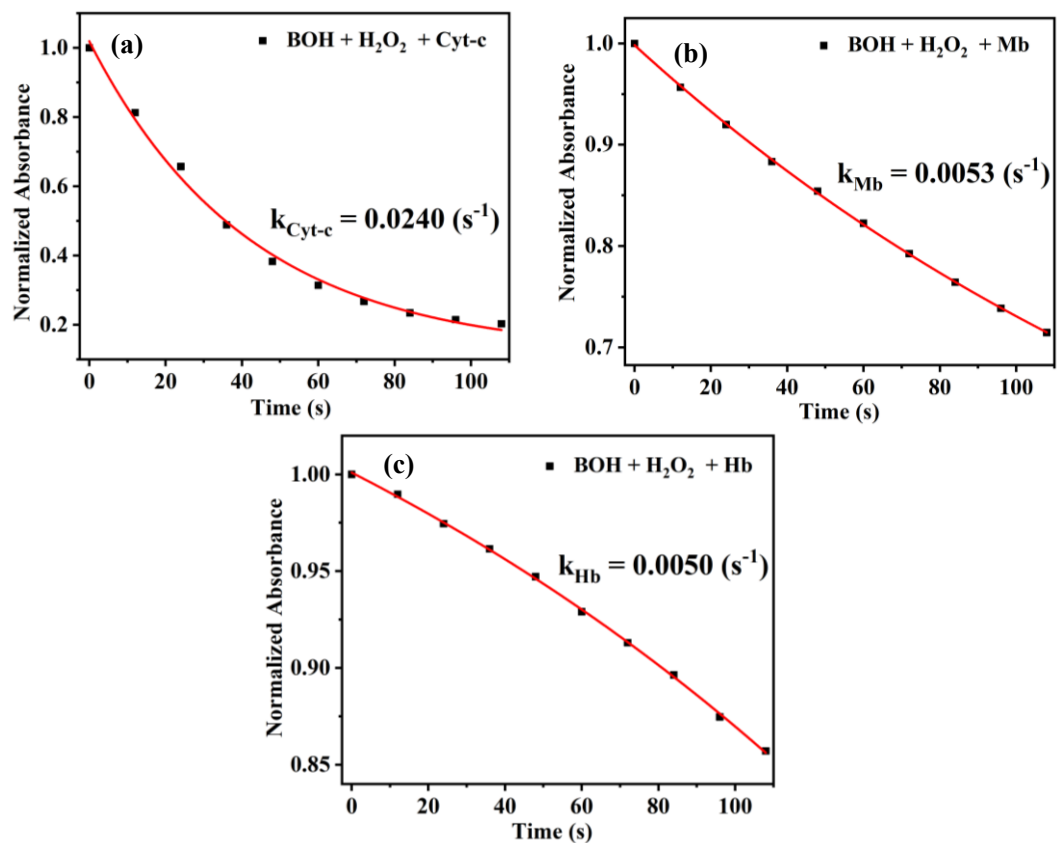 (a)
BOH + H₂O₂ + Cyt-c
k_Cyt-c = 0.0240 (s⁻¹)
Normalized Absorbance
1.0
0.8
0.6
0.4
0.2
0 20 40 60 80 100
Time (s)
(b)
BOH + H₂O₂ + Mb
k_Mb = 0.0053 (s⁻¹)
Normalized Absorbance
1.0
0.9
0.8
0.7
0 20 40 60 80 100
Time (s)
(c)
BOH + H₂O₂ + Hb
k_Hb = 0.0050 (s⁻¹)
Normalized Absorbance
1.00
0.95
0.90
0.85
0 20 40 60 80 100
Time (s)